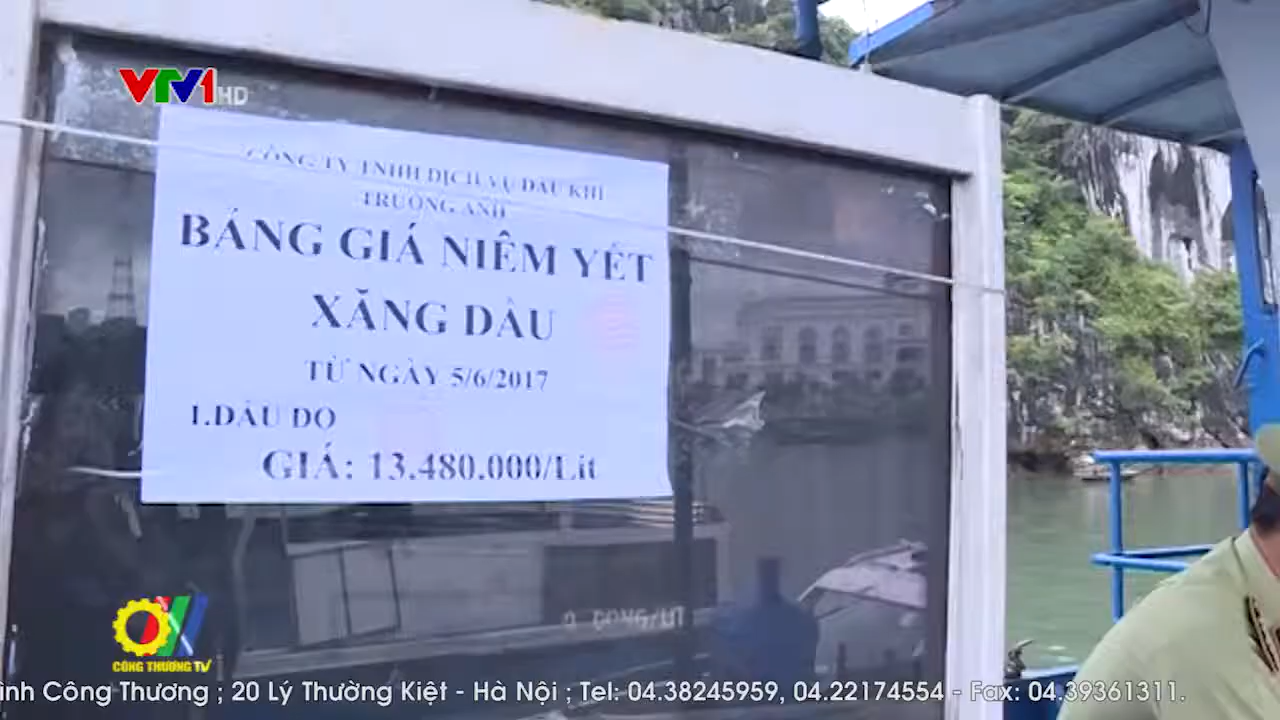 VTV1HD
CÔNG TY TNHH DỊCH VỤ DẦU KHÍ
TRƯỜNG ANH
BẢNG GIÁ NIÊM YẾT
XĂNG DẦU
TỪ NGÀY 5/6/2017
1.DẦU DO
GIÁ: 13.480.000/Lít
CÔNG THƯƠNG TV
ình Công Thương ; 20 Lý Thường Kiệt - Hà Nội ; Tel: 04.38245959, 04.22174554 - Fax: 04.39361311.